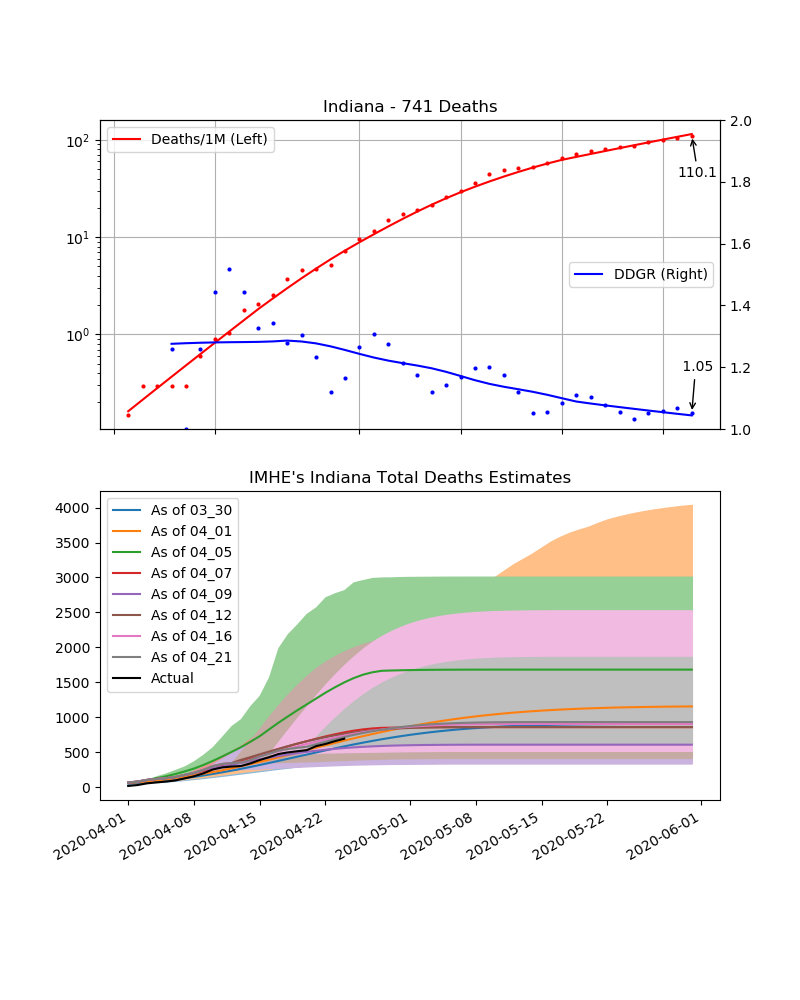 Indiana - 741 Deaths
Deaths/1M (Left)
10²
10¹
10⁰
2.0
1.8
1.6
1.4
1.2
1.0
110.1
DDGR (Right)
1.05
IMHE's Indiana Total Deaths Estimates
4000
3500
3000
2500
2000
1500
1000
500
0
As of 03_30
As of 04_01
As of 04_05
As of 04_07
As of 04_09
As of 04_12
As of 04_16
As of 04_21
Actual
2020-04-01
2020-04-08
2020-04-15
2020-04-22
2020-05-01
2020-05-08
2020-05-15
2020-05-22
2020-06-01